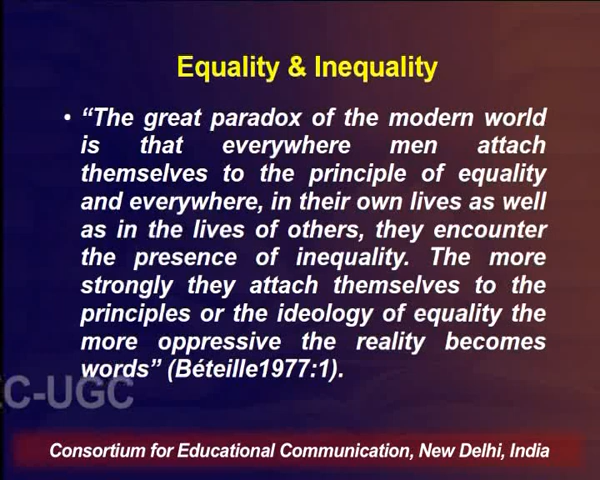 Equality & Inequality
• “The great paradox of the modern world
is that everywhere men attach
themselves to the principle of equality
and everywhere, in their own lives as well
as in the lives of others, they encounter
the presence of inequality. The more
strongly they attach themselves to the
principles or the ideology of equality the
more oppressive the reality becomes
words” (Béteille1977:1).
EC-UGC
Consortium for Educational Communication, New Delhi, India